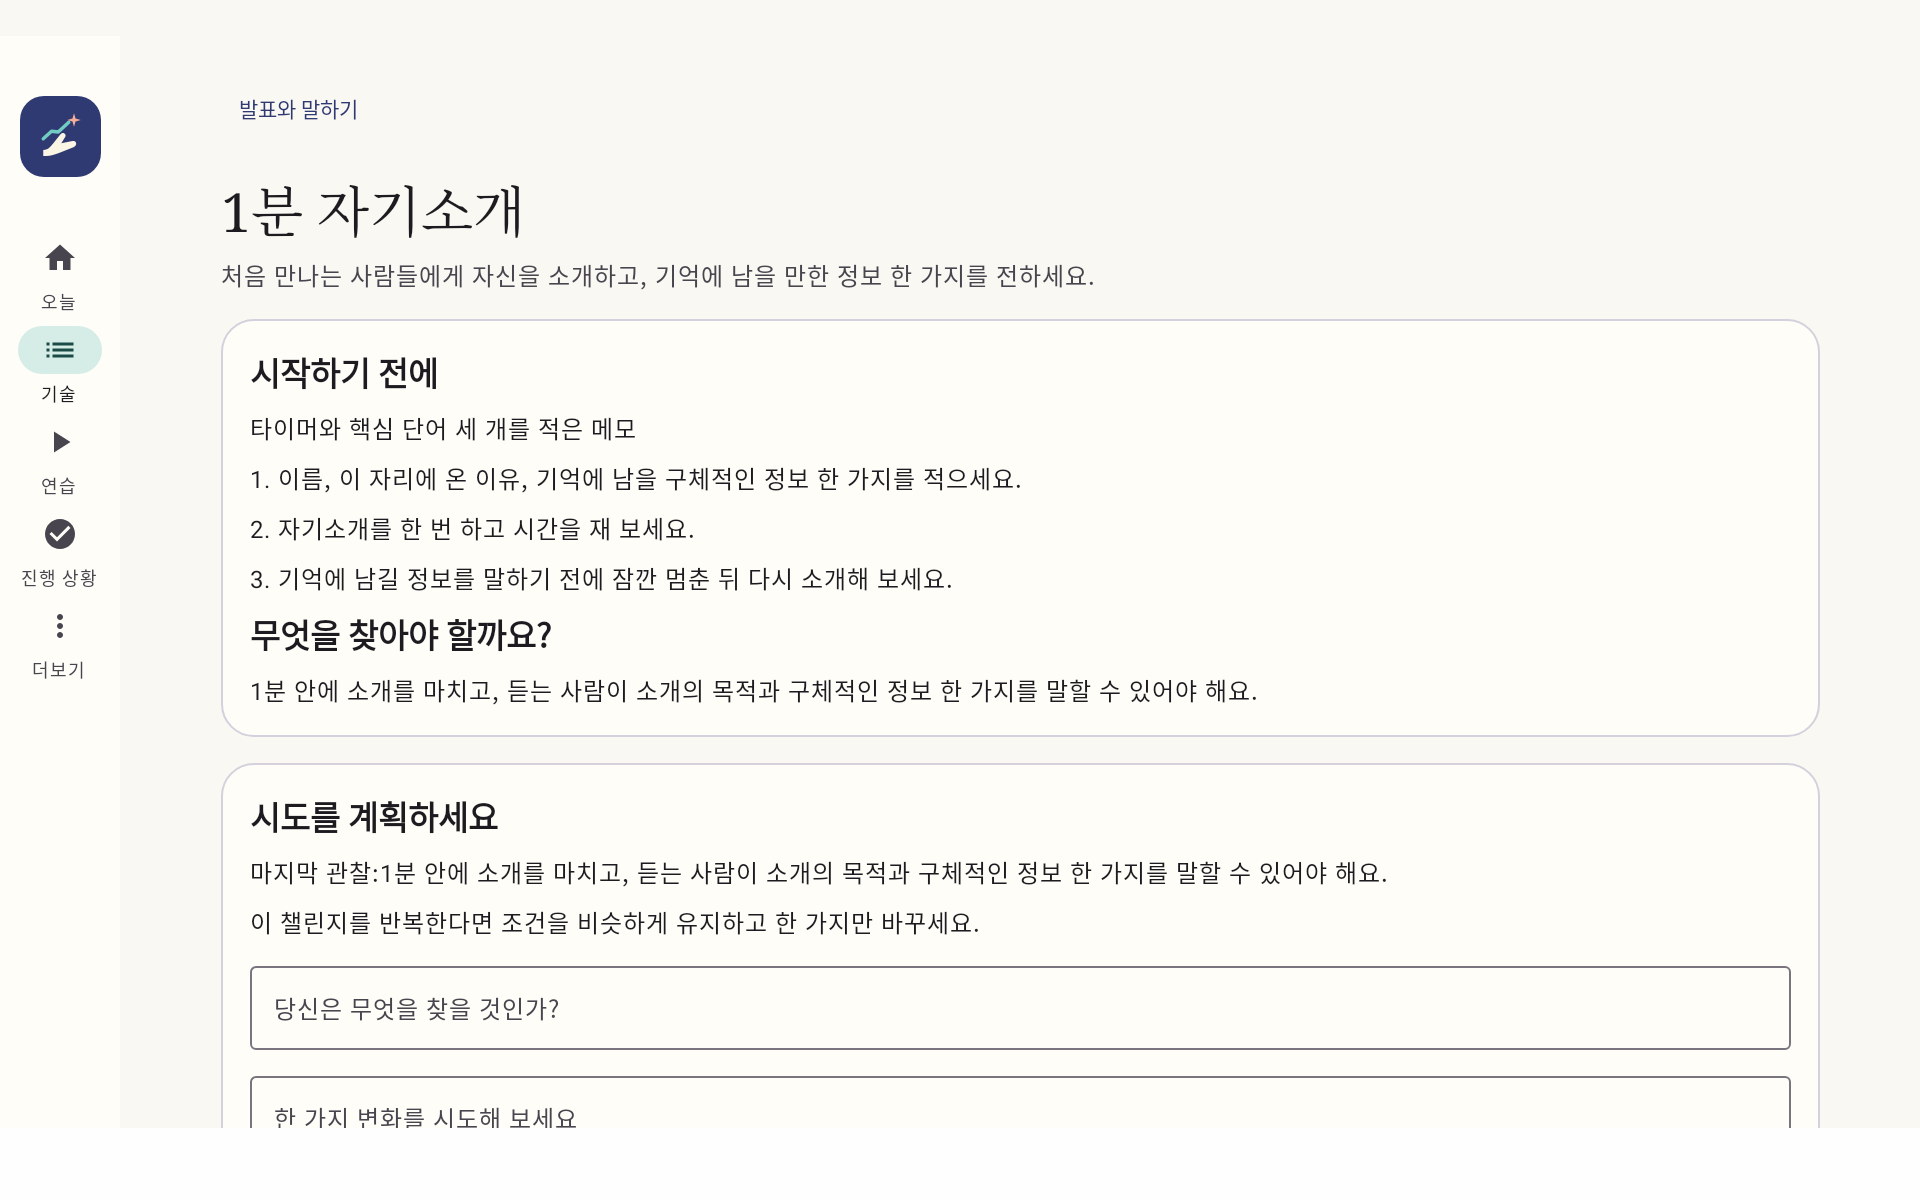 발표와 말하기
1분 자기소개
처음 만나는 사람들에게 자신을 소개하고, 기억에 남을 만한 정보 한 가지를 전하세요.
오늘
기술
연습
진행 상황
더보기
시작하기 전에
타이머와 핵심 단어 세 개를 적은 메모
1. 이름, 이 자리에 온 이유, 기억에 남을 구체적인 정보 한 가지를 적으세요.
2. 자기소개를 한 번 하고 시간을 재 보세요.
3. 기억에 남길 정보를 말하기 전에 잠깐 멈춘 뒤 다시 소개해 보세요.
무엇을 찾아야 할까요?
1분 안에 소개를 마치고, 듣는 사람이 소개의 목적과 구체적인 정보 한 가지를 말할 수 있어야 해요.
시도를 계획하세요
마지막 관찰:1분 안에 소개를 마치고, 듣는 사람이 소개의 목적과 구체적인 정보 한 가지를 말할 수 있어야 해요.
이 챌린지를 반복한다면 조건을 비슷하게 유지하고 한 가지만 바꾸세요.
당신은 무엇을 찾을 것인가?
한 가지 변화를 시도해 보세요